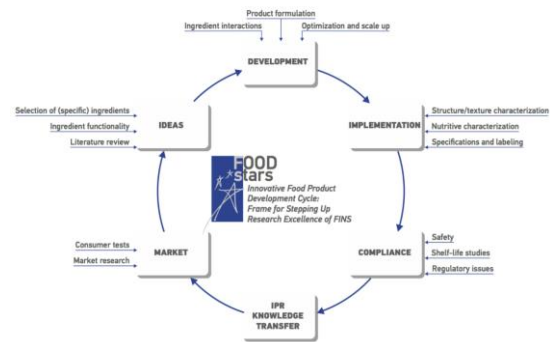 Product formulation
Ingredient interactions
Optimization and scale up
DEVELOPMENT
Selection of (specific) ingredients
Ingredient functionality
Literature review
IDEAS
IMPLEMENTATION
Structure/texture characterization
Nutritive characterization
Specifications and labeling
FOOD
stars
Innovative Food Product
Development Cycle:
Frame for Stepping Up
Research Excellence of FINS
Consumer tests
Market research
MARKET
COMPLIANCE
Safety
Shelf-life studies
Regulatory issues
IPR
KNOWLEDGE
TRANSFER